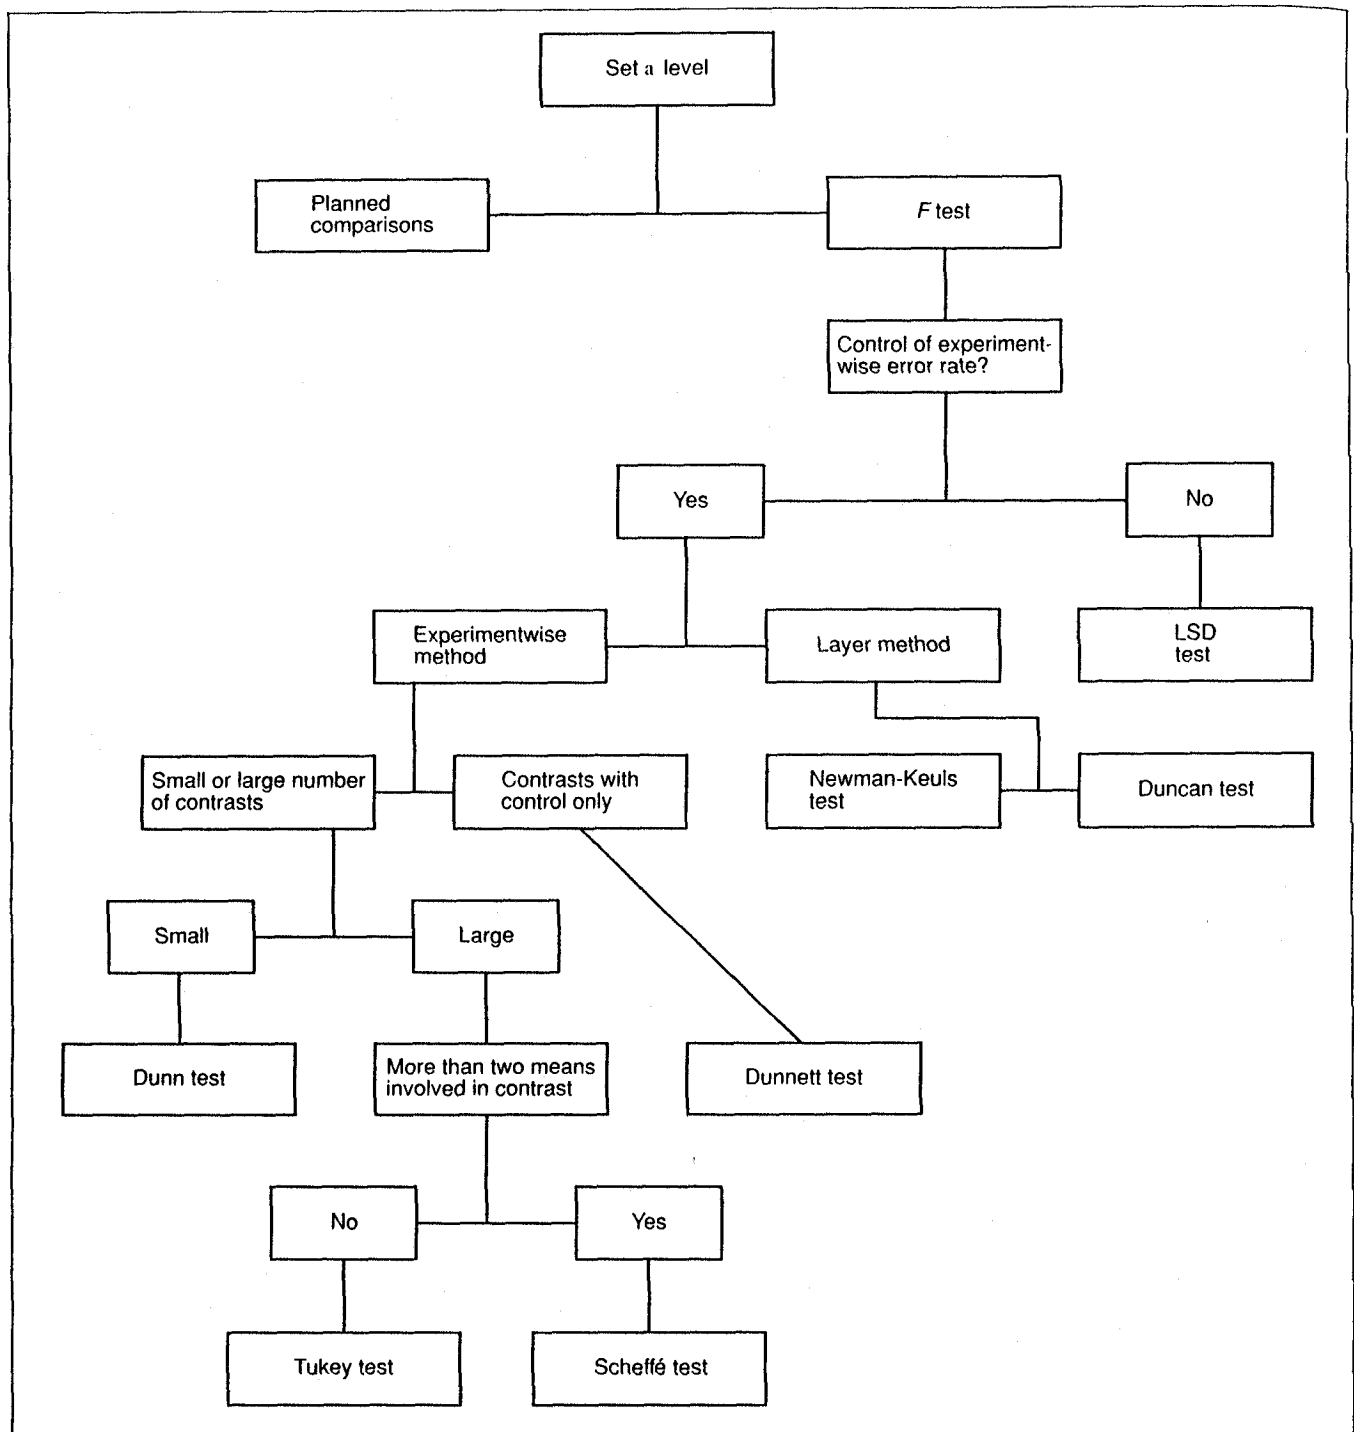 Set a level
Planned
comparisons
F test
Control of experiment-
wise error rate?
Yes
No
Experimentwise
method
Layer method
LSD
test
Small or large number
of contrasts
Contrasts with
control only
Newman-Keuls
test
Duncan test
Small
Large
Dunn test
More than two means
involved in contrast
Dunnett test
No
Yes
Tukey test
Scheffé test